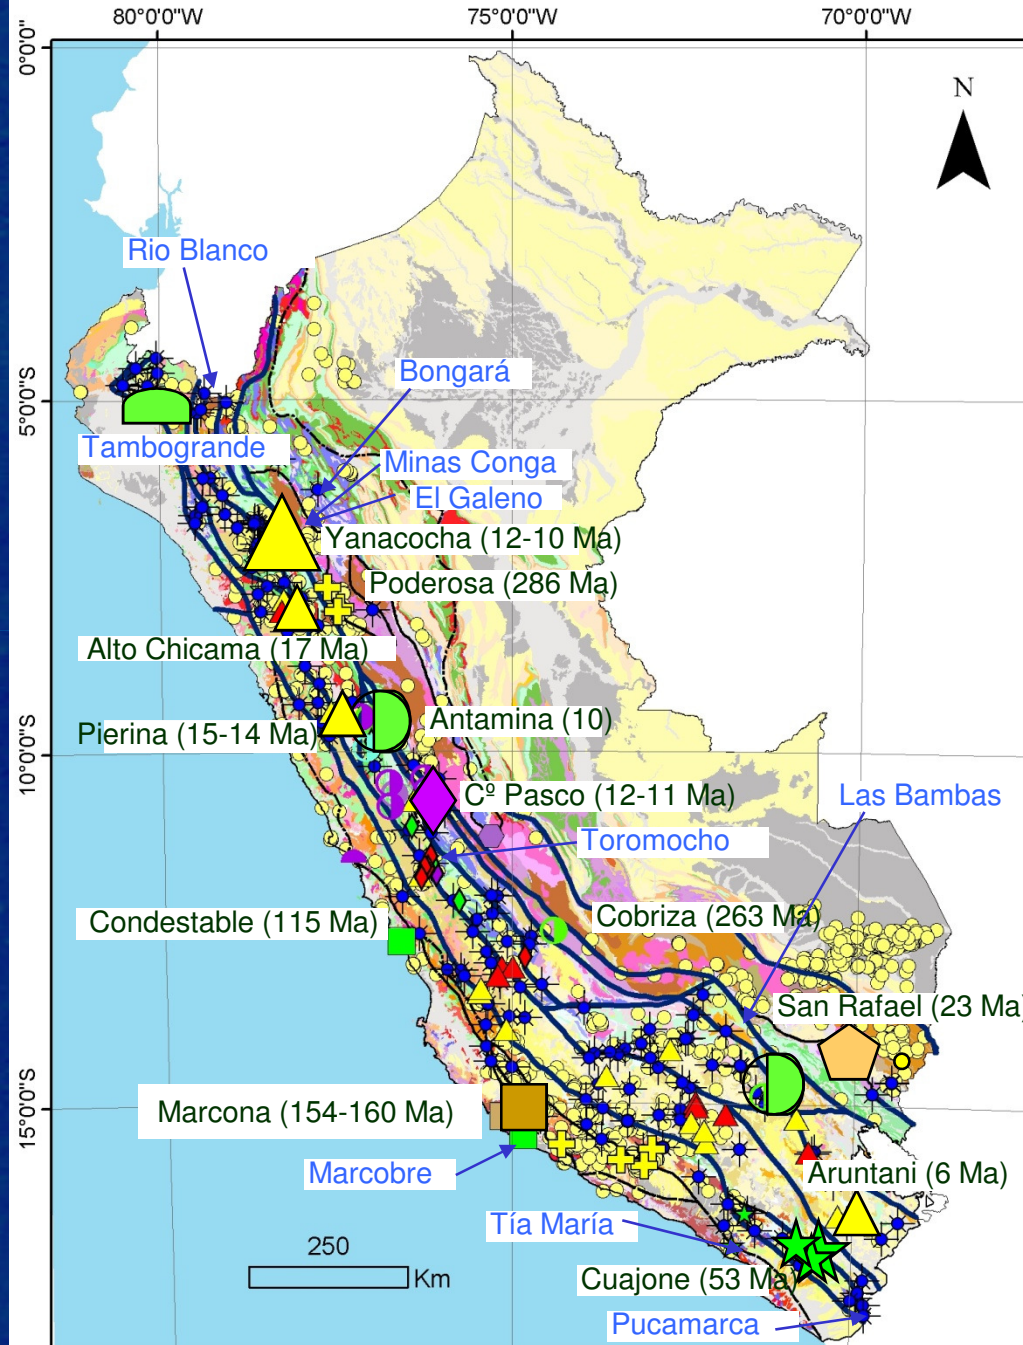 80°0'0"W
75°0'0"W
70°0'0"W
0°0'0"
N
Rio Blanco
Bongará
5°0'0"S
Tambogrande
Minas Conga
El Galeno
Yanacocha (12-10 Ma)
Poderosa (286 Ma)
Alto Chicama (17 Ma)
Antamina (10)
Pierina (15-14 Ma)
10°0'0"S
Cº Pasco (12-11 Ma)
Las Bambas
Toromocho
Cobriza (263 Ma)
Condestable (115 Ma)
San Rafael (23 Ma)
15°0'0"S
Marcona (154-160 Ma)
Marcobre
Aruntani (6 Ma)
Tía María
250
Km
Cuajone (53 Ma)
Pucamarca